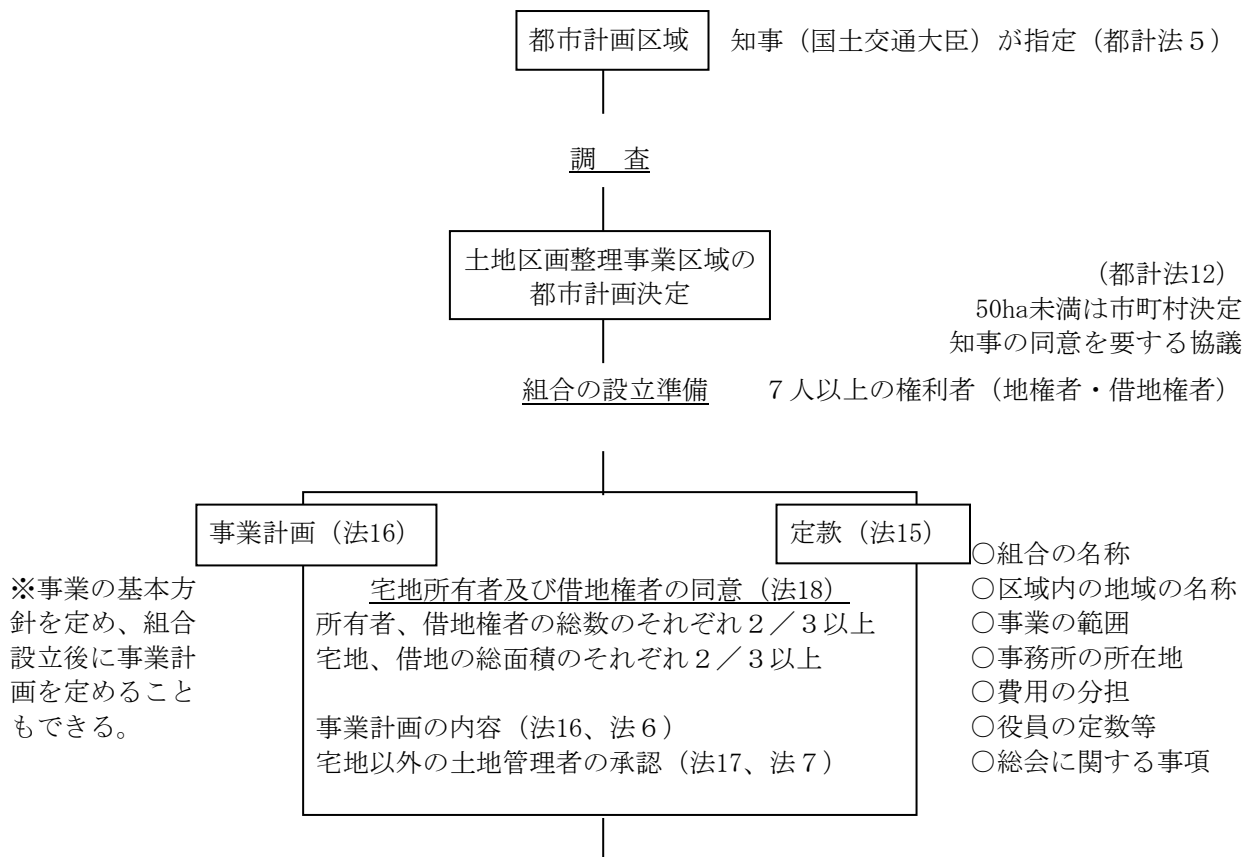 都市計画区域　知事（国土交通大臣）が指定（都計法５）
調　査
土地区画整理事業区域の
都市計画決定
（都計法12）
50ha未満は市町村決定
知事の同意を要する協議
組合の設立準備　７人以上の権利者（地権者・借地権者）
事業計画（法16）
定款（法15）
※事業の基本方
針を定め、組合
設立後に事業計
画を定めること
もできる。
宅地所有者及び借地権者の同意（法18）
所有者、借地権者の総数のそれぞれ２／３以上
宅地、借地の総面積のそれぞれ２／３以上
事業計画の内容（法16、法６）
宅地以外の土地管理者の承認（法17、法７）
○組合の名称
○区域内の地域の名称
○事業の範囲
○事務所の所在地
○費用の分担
○役員の定数等
○総会に関する事項